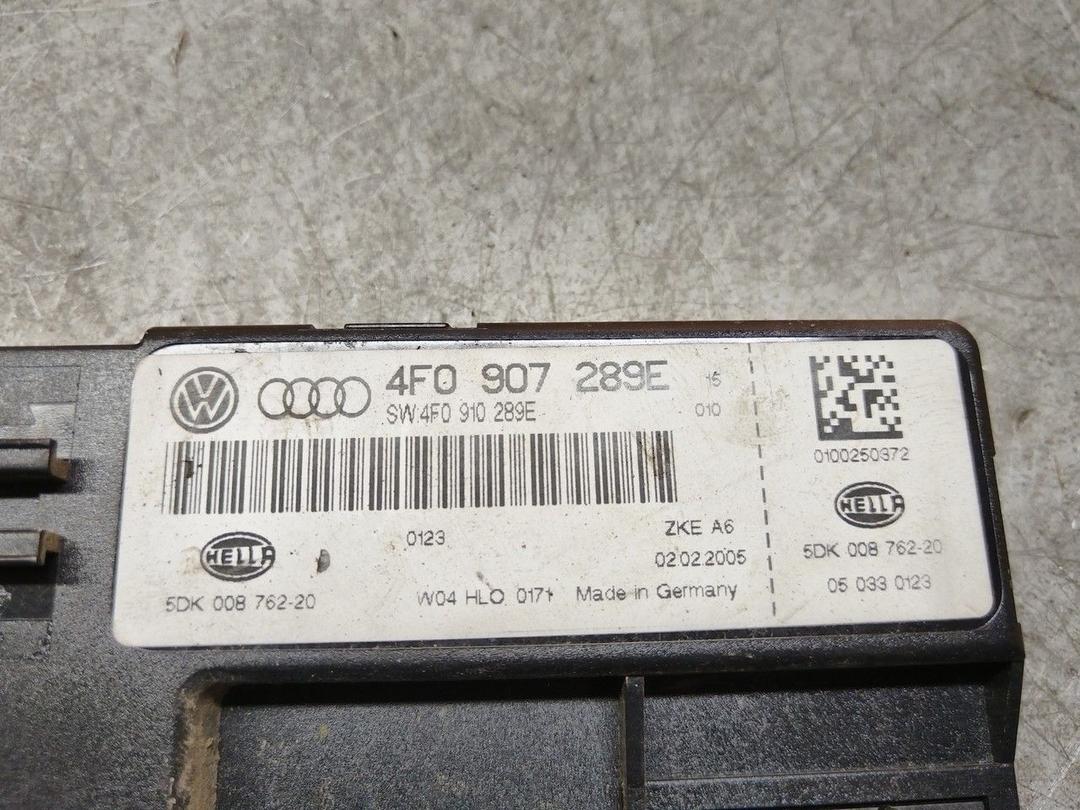 4F0 907 289E 15
SW:4F0 910 289E 010
0100250372
HELLA
0123 ZKE A6
HELLA
02.02.2005
5DK 008 762-20
5DK 008 762-20
W04 HLO 0171 Made in Germany
05 033 0123